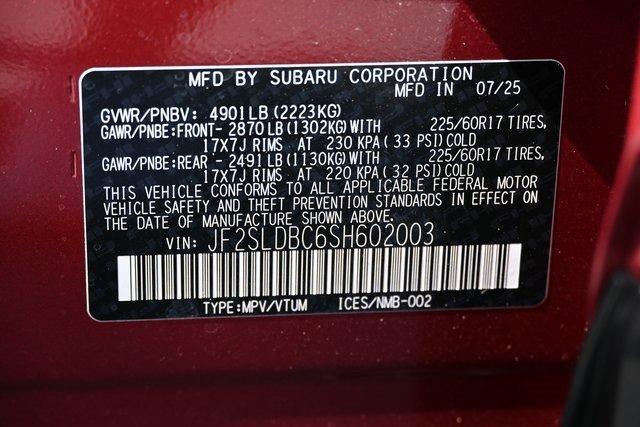 MFD BY SUBARU CORPORATION
MFD IN 07/25
GVWR/PNBV: 4901LB(2223KG)
GAWR/PNBE:FRONT- 2870LB(1302KG)WITH 225/60R17 TIRES,
17X7J RIMS AT 230 KPA(33 PSI)COLD
GAWR/PNBE:REAR - 2491LB(1130KG)WITH 225/60R17 TIRES,
17X7J RIMS AT 220 KPA(32 PSI)COLD
THIS VEHICLE CONFORMS TO ALL APPLICABLE FEDERAL MOTOR
VEHICLE SAFETY AND THEFT PREVENTION STANDARDS IN EFFECT ON
THE DATE OF MANUFACTURE SHOWN ABOVE.
VIN: JF2SLDBC6SH602003
TYPE:MPV/VTUM ICES/NMB-002